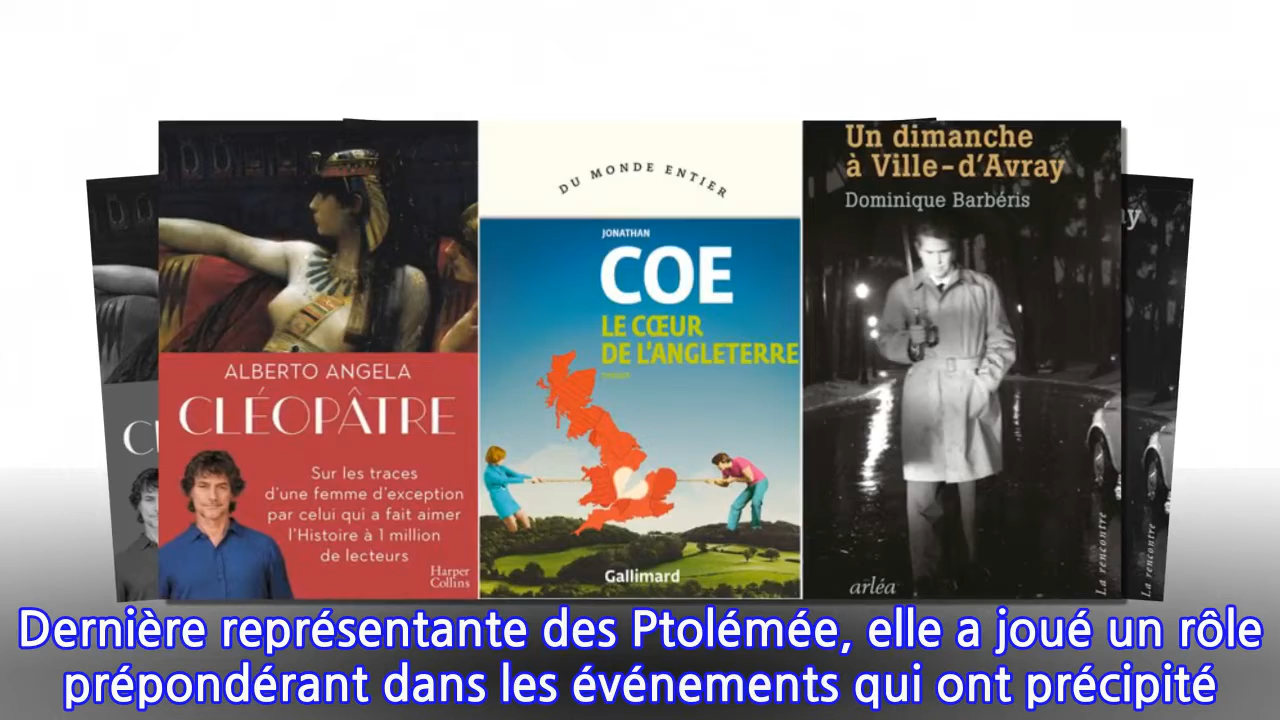 ALBERTO ANGELA
CLÉOPÂTRE
Sur les traces
d'une femme d'exception
par celui qui a fait aimer
l'Histoire à 1 million
de lecteurs
Harper
Collins
DU MONDE ENTIER
JONATHAN
COE
LE CŒUR
DE L'ANGLETERRE
Gallimard
Un dimanche
à Ville-d'Avray
Dominique Barbéris
arléa
La rencontre
Cl
ay
La rencontre
Dernière représentante des Ptolémée, elle a joué un rôle
prépondérant dans les événements qui ont précipité